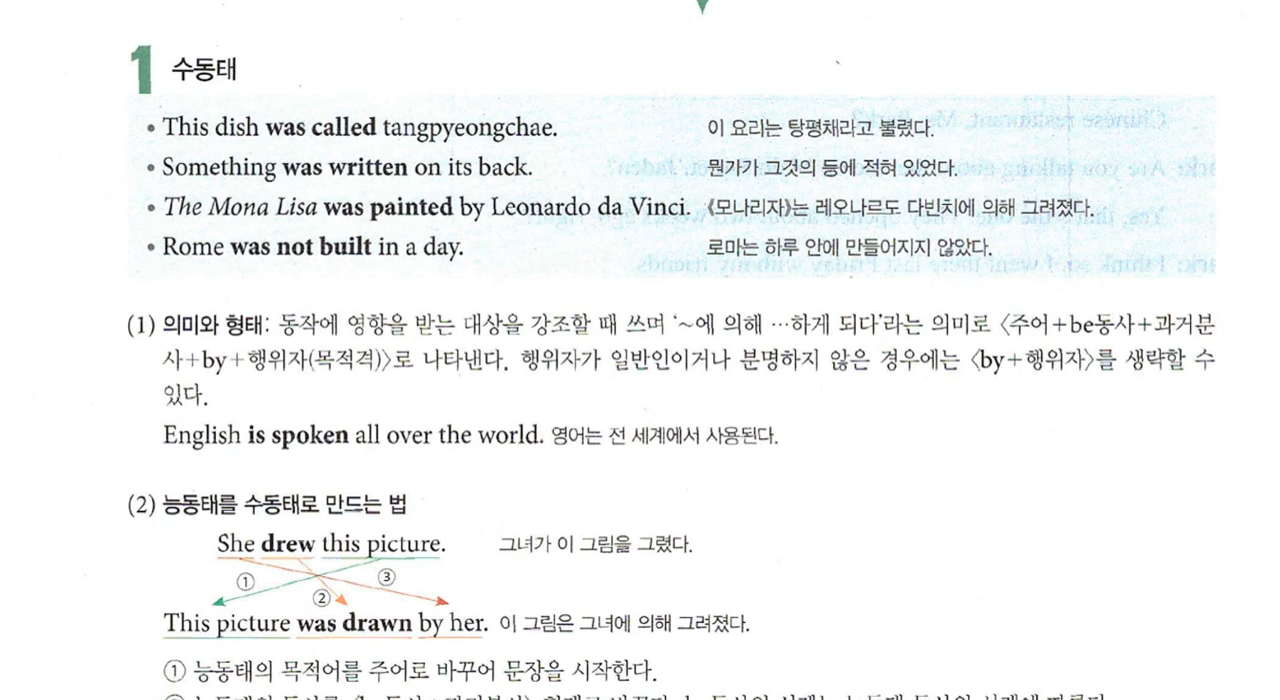 1 수동태
• This dish was called tangpyeongchae. 이 요리는 탕평채라고 불렸다.
• Something was written on its back. 뭔가가 그것의 등에 적혀 있었다.
• The Mona Lisa was painted by Leonardo da Vinci. 《모나리자》는 레오나르도 다빈치에 의해 그려졌다.
• Rome was not built in a day. 로마는 하루 안에 만들어지지 않았다.
(1) 의미와 형태: 동작에 영향을 받는 대상을 강조할 때 쓰며 ‘~에 의해 …하게 되다’라는 의미로 〈주어+be동사+과거분
사+by+행위자(목적격)〉로 나타낸다. 행위자가 일반인이거나 분명하지 않은 경우에는 〈by+행위자〉를 생략할 수
있다.
English is spoken all over the world. 영어는 전 세계에서 사용된다.
(2) 능동태를 수동태로 만드는 법
She drew this picture. 그녀가 이 그림을 그렸다.
① ② ③
This picture was drawn by her. 이 그림은 그녀에 의해 그려졌다.
① 능동태의 목적어를 주어로 바꾸어 문장을 시작한다.